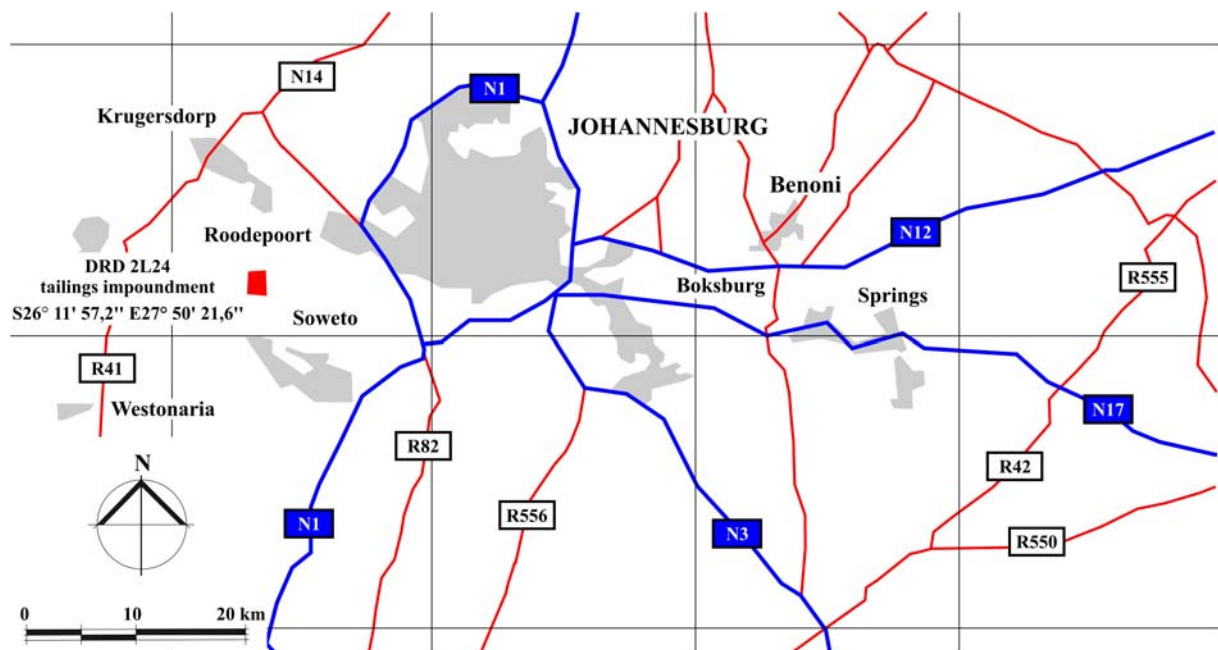 N14
N1
Krugersdorp
JOHANNESBURG
Benoni
Roodepoort
N12
DRD 2L24
tailings impoundment
S26° 11' 57,2'' E27° 50' 21,6''
Boksburg
R555
Soweto
Springs
R41
Westonaria
N17
R82
N
R42
N1
R556
N3
R550
0 10 20 km